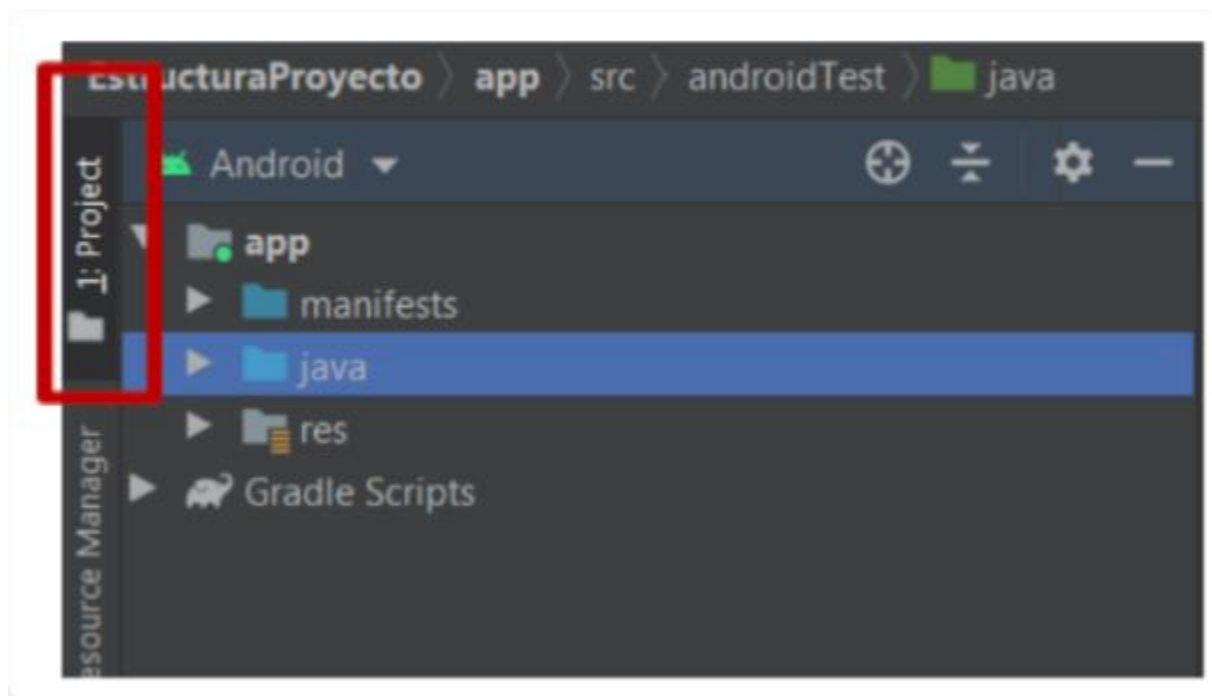 EstructuraProyecto app src androidTest java
1: Project
Android
app
manifests
java
res
Gradle Scripts
esource Manager